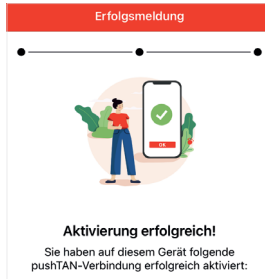 Erfolgsmeldung
OK
Aktivierung erfolgreich!
Sie haben auf diesem Gerät folgende
pushTAN-Verbindung erfolgreich aktiviert: